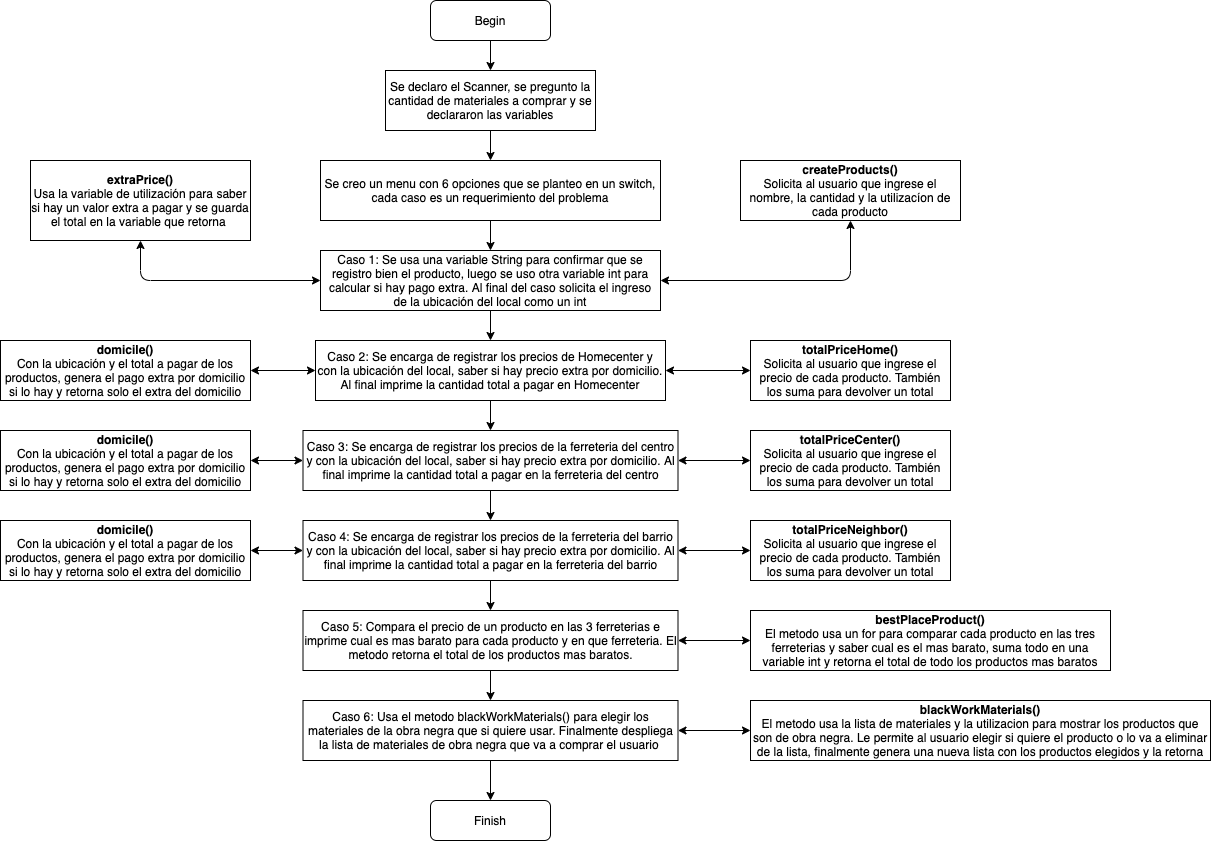 Begin
Se declaro el Scanner, se pregunto la
cantidad de materiales a comprar y se
declararon las variables
extraPrice()
Usa la variable de utilización para saber
si hay un valor extra a pagar y se guarda
el total en la variable que retorna
Se creo un menu con 6 opciones que se planteo en un switch,
cada caso es un requerimiento del problema
createProducts()
Solicita al usuario que ingrese el
nombre, la cantidad y la utilizacíon de
cada producto
Caso 1: Se usa una variable String para confirmar que se
registro bien el producto, luego se uso otra variable int para
calcular si hay pago extra. Al final del caso solicita el ingreso
de la ubicación del local como un int
domicile()
Con la ubicación y el total a pagar de los
productos, genera el pago extra por domicilio
si lo hay y retorna solo el extra del domicilio
Caso 2: Se encarga de registrar los precios de Homecenter y
con la ubicación del local, saber si hay precio extra por domicilio.
Al final imprime la cantidad total a pagar en Homecenter
totalPriceHome()
Solicita al usuario que ingrese el
precio de cada producto. También
los suma para devolver un total
domicile()
Con la ubicación y el total a pagar de los
productos, genera el pago extra por domicilio
si lo hay y retorna solo el extra del domicilio
Caso 3: Se encarga de registrar los precios de la ferreteria del centro
y con la ubicación del local, saber si hay precio extra por domicilio. Al
final imprime la cantidad total a pagar en la ferreteria del centro
totalPriceCenter()
Solicita al usuario que ingrese el
precio de cada producto. También
los suma para devolver un total
domicile()
Con la ubicación y el total a pagar de los
productos, genera el pago extra por domicilio
si lo hay y retorna solo el extra del domicilio
Caso 4: Se encarga de registrar los precios de la ferreteria del barrio
y con la ubicación del local, saber si hay precio extra por domicilio. Al
final imprime la cantidad total a pagar en la ferreteria del barrio
totalPriceNeighbor()
Solicita al usuario que ingrese el
precio de cada producto. También
los suma para devolver un total
Caso 5: Compara el precio de un producto en las 3 ferreterias e
imprime cual es mas barato para cada producto y en que ferreteria. El
metodo retorna el total de los productos mas baratos.
bestPlaceProduct()
El metodo usa un for para comparar cada producto en las tres
ferreterias y saber cual es el mas barato, suma todo en una
variable int y retorna el total de todo los productos mas baratos
Caso 6: Usa el metodo blackWorkMaterials() para elegir los
materiales de la obra negra que si quiere usar. Finalmente despliega
la lista de materiales de obra negra que va a comprar el usuario
blackWorkMaterials()
El metodo usa la lista de materiales y la utilizacion para mostrar los productos que
son de obra negra. Le permite al usuario elegir si quiere el producto o lo va a eliminar
de la lista, finalmente genera una nueva lista con los productos elegidos y la retorna
Finish